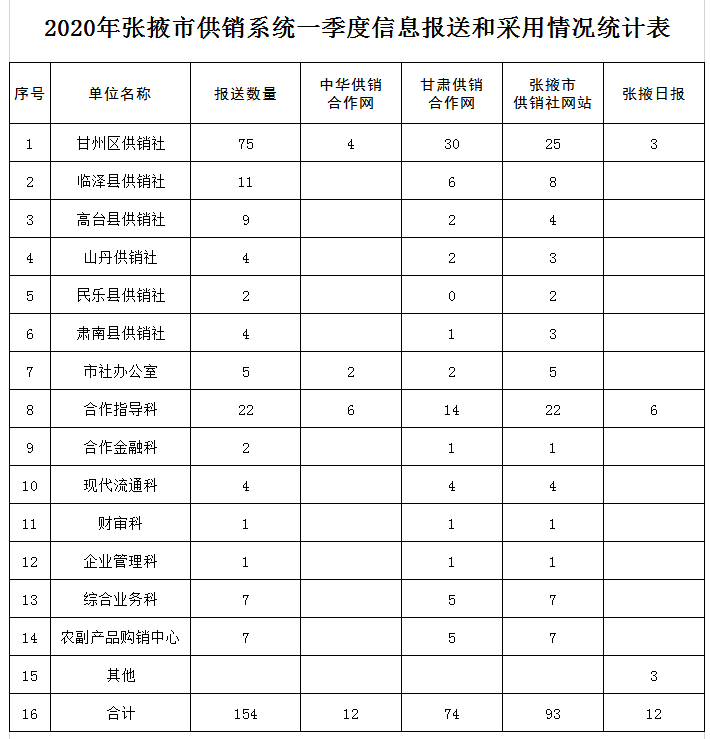 2020年张掖市供销系统一季度信息报送和采用情况统计表
序号 单位名称 报送数量 中华供销合作网 甘肃供销合作网 张掖市供销社网站 张掖日报
1 甘州区供销社 75 4 30 25 3
2 临泽县供销社 11 6 8
3 高台县供销社 9 2 4
4 山丹供销社 4 2 3
5 民乐县供销社 2 0 2
6 肃南县供销社 4 1 3
7 市社办公室 5 2 2 5
8 合作指导科 22 6 14 22 6
9 合作金融科 2 1 1
10 现代流通科 4 4 4
11 财审科 1 1 1
12 企业管理科 1 1 1
13 综合业务科 7 5 7
14 农副产品购销中心 7 5 7
15 其他 3
16 合计 154 12 74 93 12